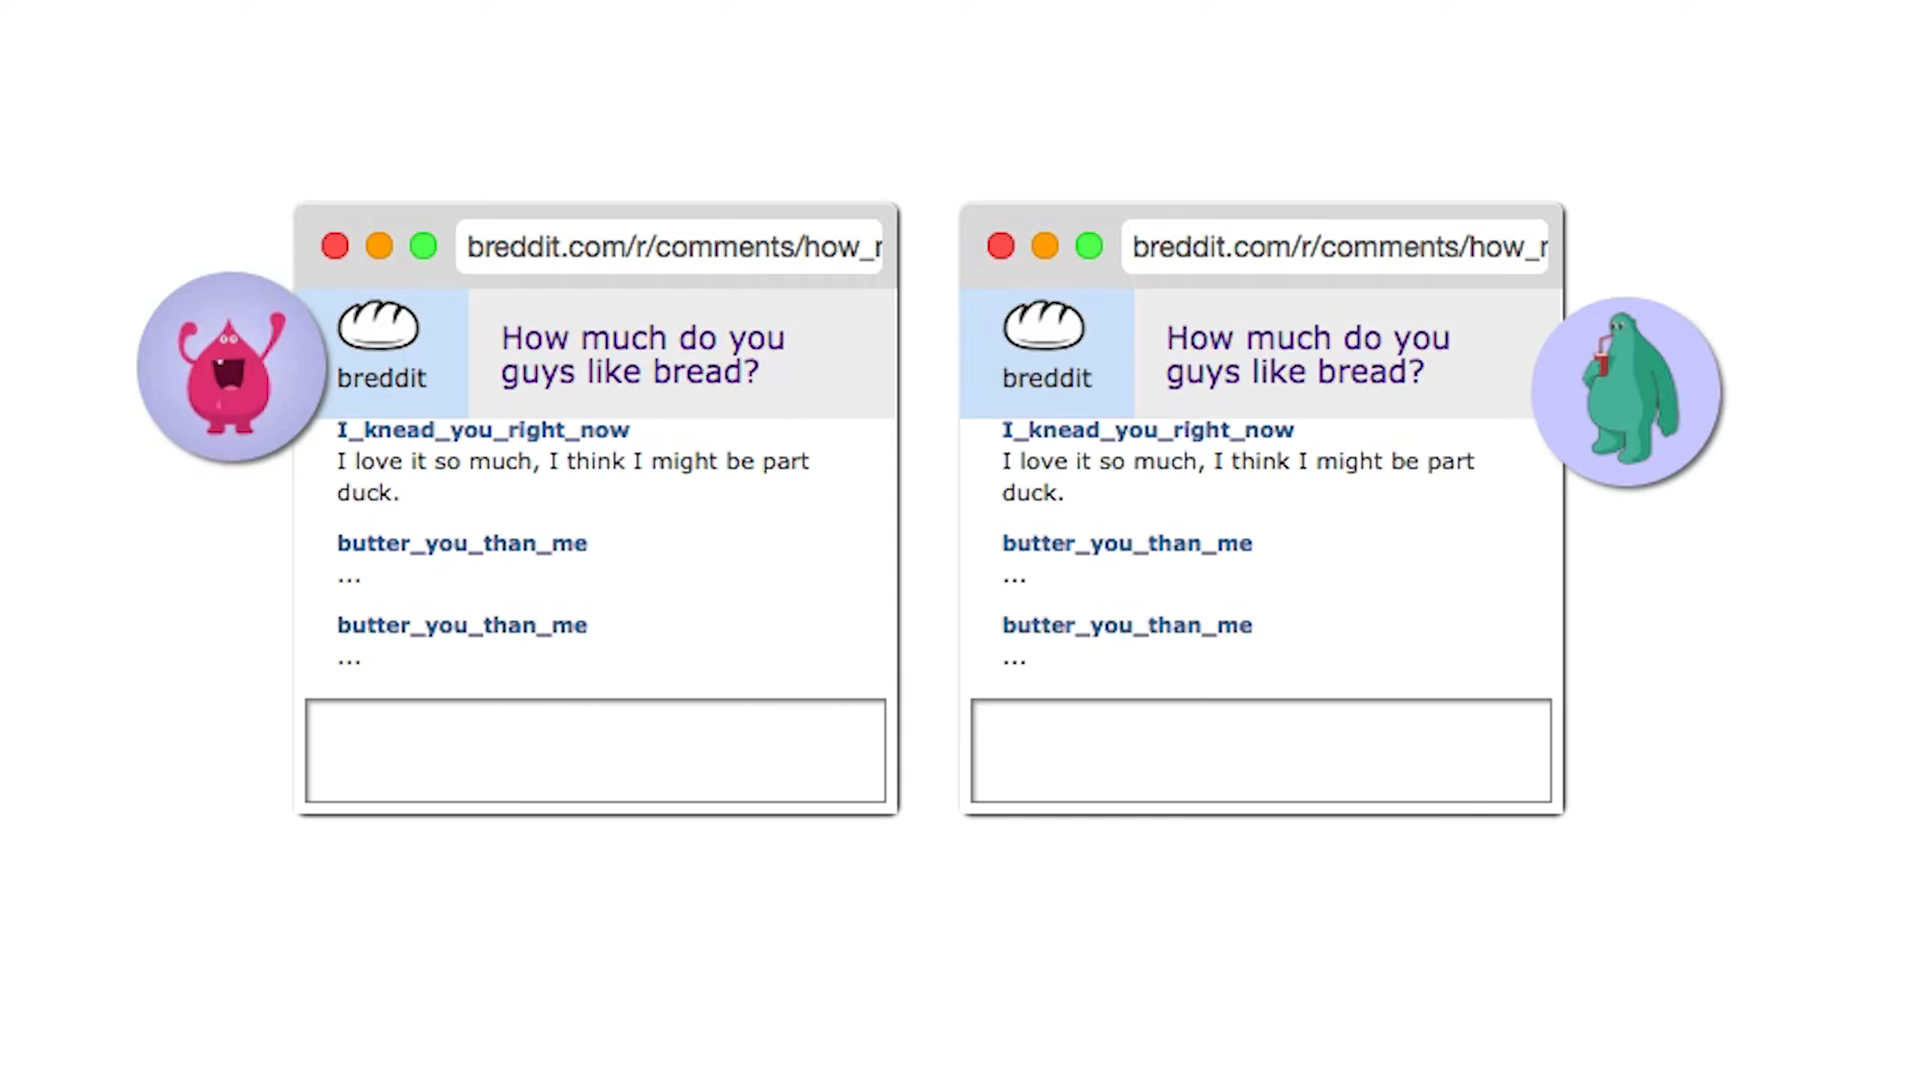 breddit.com/r/comments/how_r
breddit
How much do you
guys like bread?
I_knead_you_right_now
I love it so much, I think I might be part
duck.
butter_you_than_me
...
butter_you_than_me
...
breddit.com/r/comments/how_r
breddit
How much do you
guys like bread?
I_knead_you_right_now
I love it so much, I think I might be part
duck.
butter_you_than_me
...
butter_you_than_me
...